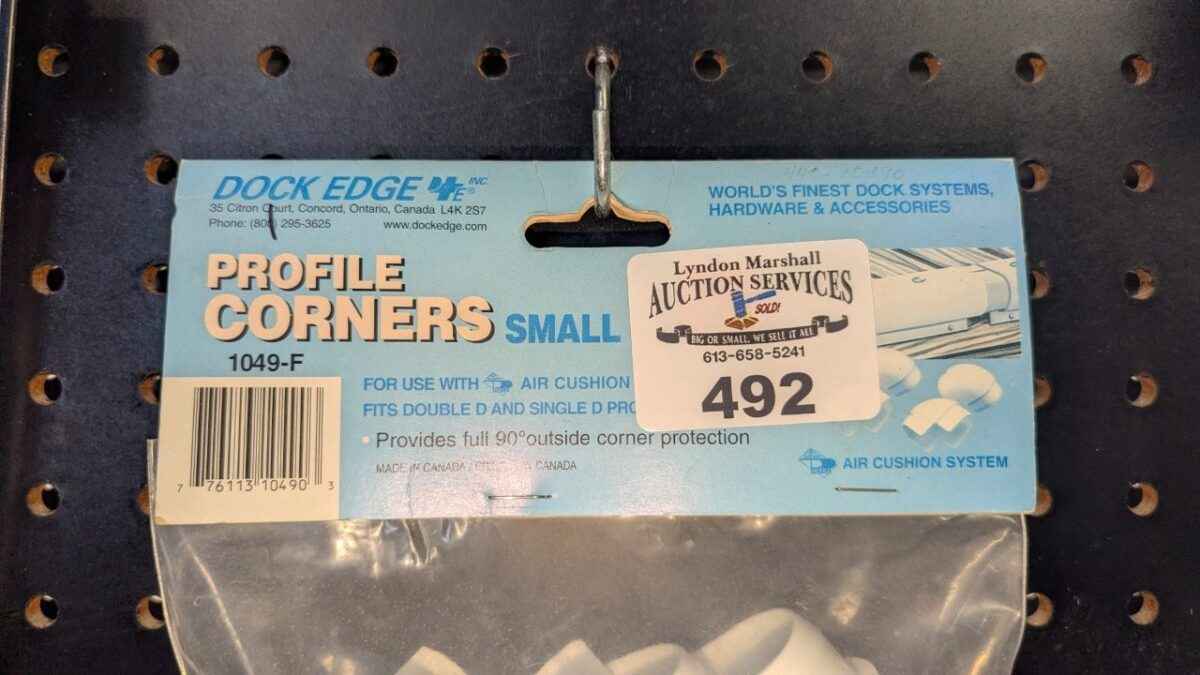 DOCK EDGE INC.
35 Citron Court, Concord, Ontario, Canada L4K 2S7
Phone: (800) 295-3625 www.dockedge.com
WORLD'S FINEST DOCK SYSTEMS,
HARDWARE & ACCESSORIES
PROFILE
CORNERS SMALL
1049-F
FOR USE WITH AIR CUSHION
FITS DOUBLE D AND SINGLE D PRO
• Provides full 90°outside corner protection
MADE IN CANADA / CANADA
7 76113 10490 3
AIR CUSHION SYSTEM
Lyndon Marshall
AUCTION SERVICES
SOLD!
BIG OR SMALL, WE SELL IT ALL
613-658-5241
492